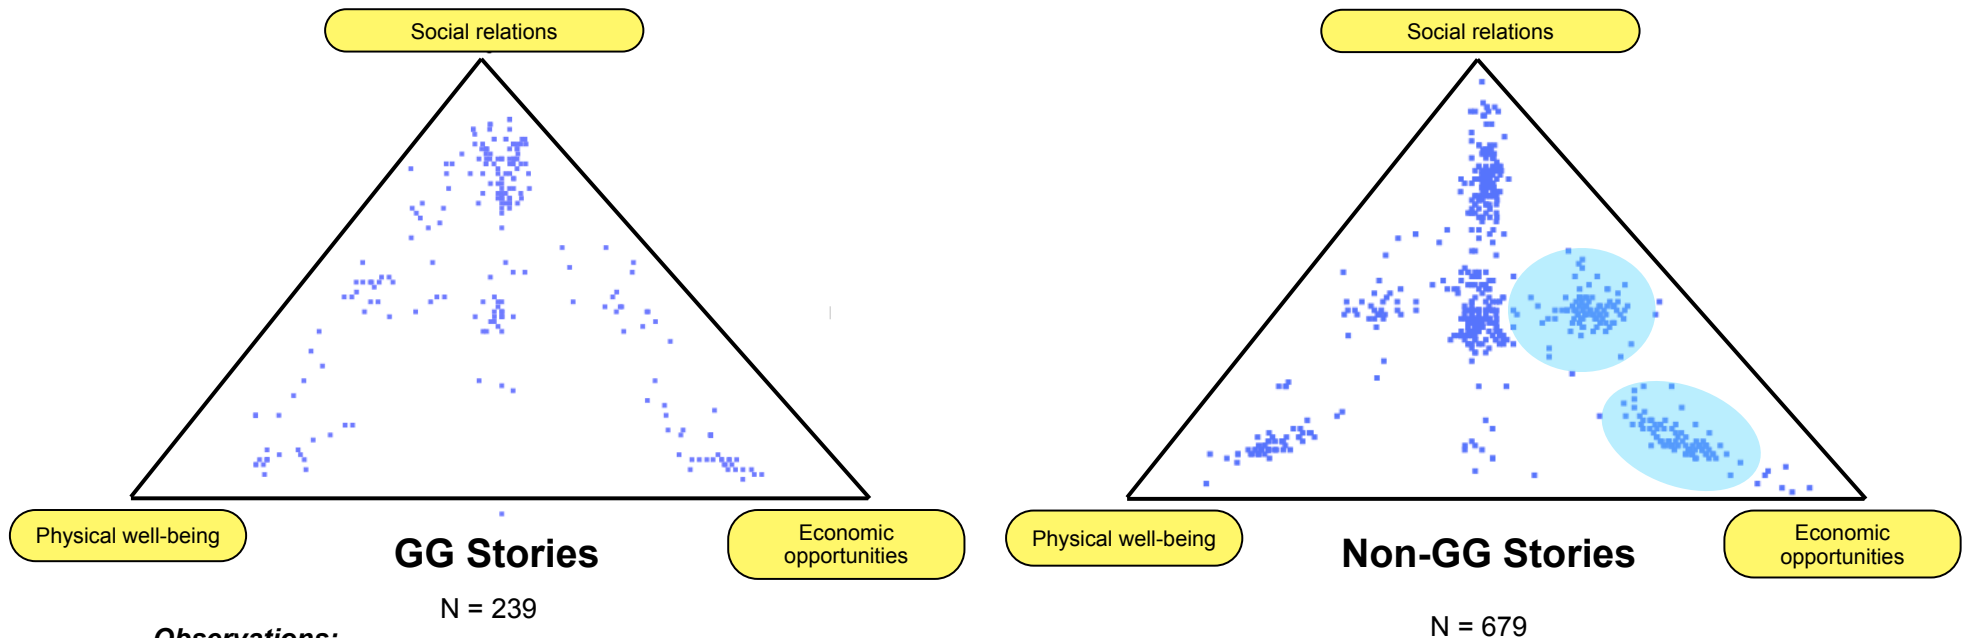 Social relations
Physical well-being
Economic
opportunities
GG Stories
N = 239
Social relations
Physical well-being
Economic
opportunities
Non-GG Stories
N = 679
Observations: